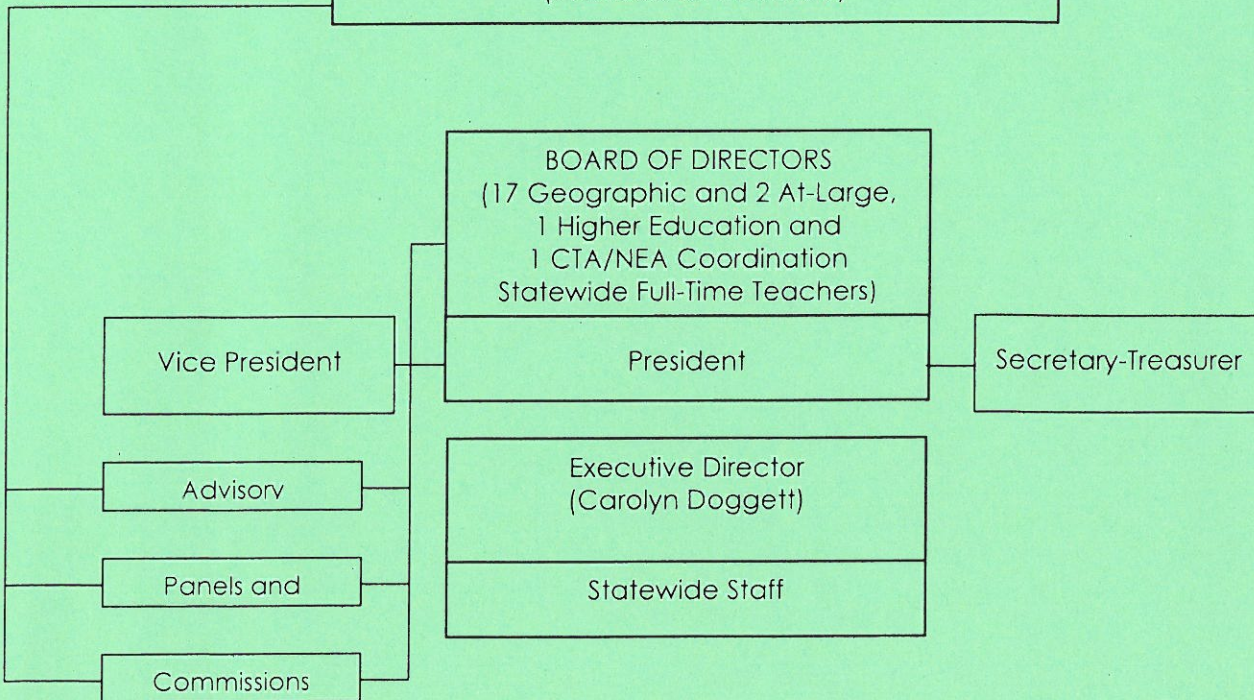 BOARD OF DIRECTORS
(17 Geographic and 2 At-Large,
1 Higher Education and
1 CTA/NEA Coordination
Statewide Full-Time Teachers)
Vice President
President
Secretary-Treasurer
Advisory
Executive Director
(Carolyn Doggett)
Panels and
Statewide Staff
Commissions